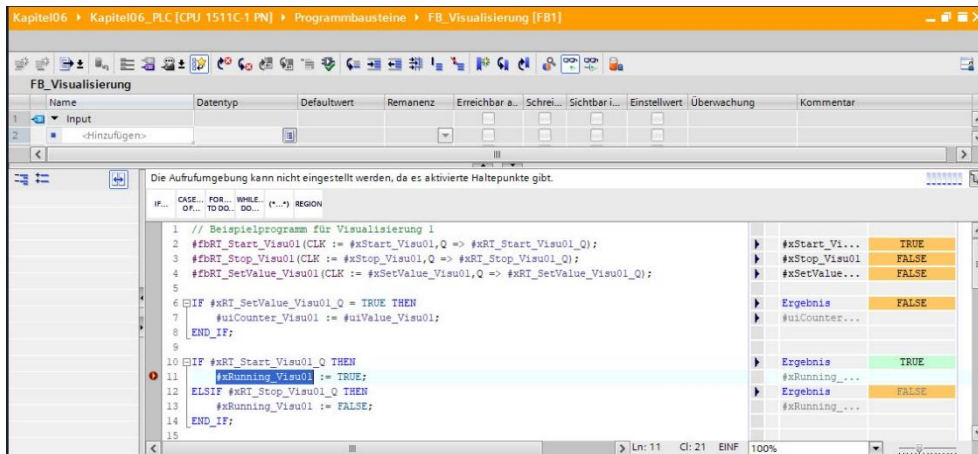 Kapitel06 ▸ Kapitel06_PLC [CPU 1511C-1 PN] ▸ Programmbausteine ▸ FB_Visualisierung [FB1]
FB_Visualisierung
Name Datentyp Defaultwert Remanenz Erreichbar a... Schrei... Sichtbar i... Einstellwert Überwachung Kommentar
1 Input
2 <Hinzufügen>
Die Aufrufumgebung kann nicht eingestellt werden, da es aktivierte Haltepunkte gibt.
IF... CASE... OF... FOR... TO DO... WHILE... DO... (*...*) REGION
1 // Beispielprogramm für Visualisierung 1
2 #fbRT_Start_Visu01(CLK := #xStart_Visu01,Q => #xRT_Start_Visu01_Q); #xStart_Vi... TRUE
3 #fbRT_Stop_Visu01(CLK := #xStop_Visu01,Q => #xRT_Stop_Visu01_Q); #xStop_Visu01 FALSE
4 #fbRT_SetValue_Visu01(CLK := #xSetValue_Visu01,Q => #xRT_SetValue_Visu01_Q); #xSetValue... FALSE
5
6 IF #xRT_SetValue_Visu01_Q = TRUE THEN Ergebnis FALSE
7 #uiCounter_Visu01 := #uiValue_Visu01; #uiCounter...
8 END_IF;
9
10 IF #xRT_Start_Visu01_Q THEN Ergebnis TRUE
11 #xRunning_Visu01 := TRUE; #xRunning_...
12 ELSIF #xRT_Stop_Visu01_Q THEN Ergebnis FALSE
13 #xRunning_Visu01 := FALSE; #xRunning_...
14 END_IF;
15
Ln: 11 Cl: 21 EINF 100%